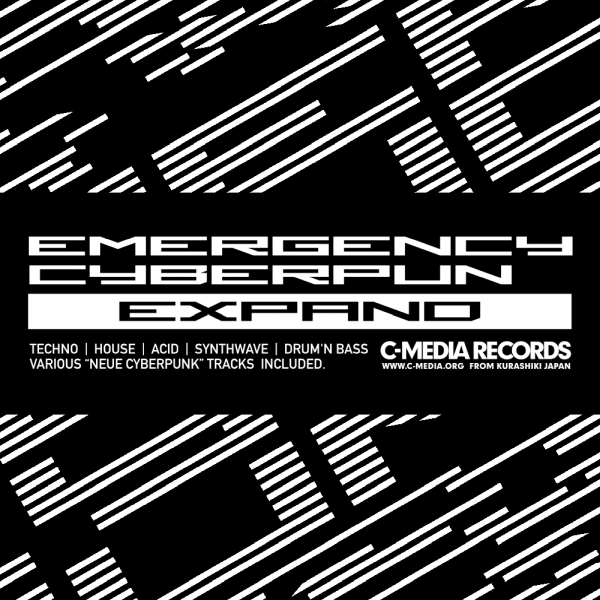 EMERGENCY
CYBERPUN
EXPAND
TECHNO | HOUSE | ACID | SYNTHWAVE | DRUM'N BASS
VARIOUS "NEUE CYBERPUNK" TRACKS INCLUDED.
C-MEDIA RECORDS
WWW.C-MEDIA.ORG FROM KURASHIKI JAPAN